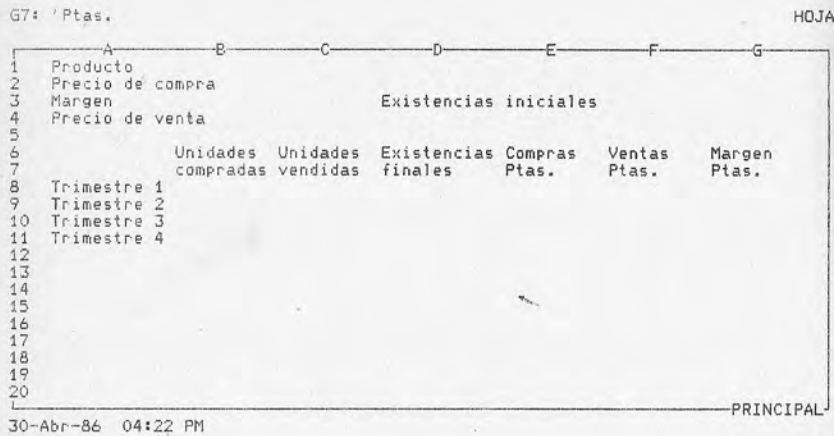 G7: 'Ptas. HOJA
A B C D E F G
1 Producto
2 Precio de compra
3 Margen Existencias iniciales
4 Precio de venta
5
6 Unidades Unidades Existencias Compras Ventas Margen
7 compradas vendidas finales Ptas. Ptas. Ptas.
8 Trimestre 1
9 Trimestre 2
10 Trimestre 3
11 Trimestre 4
12
13
14
15
16
17
18
19
20
PRINCIPAL
30-Abr-86 04:22 PM